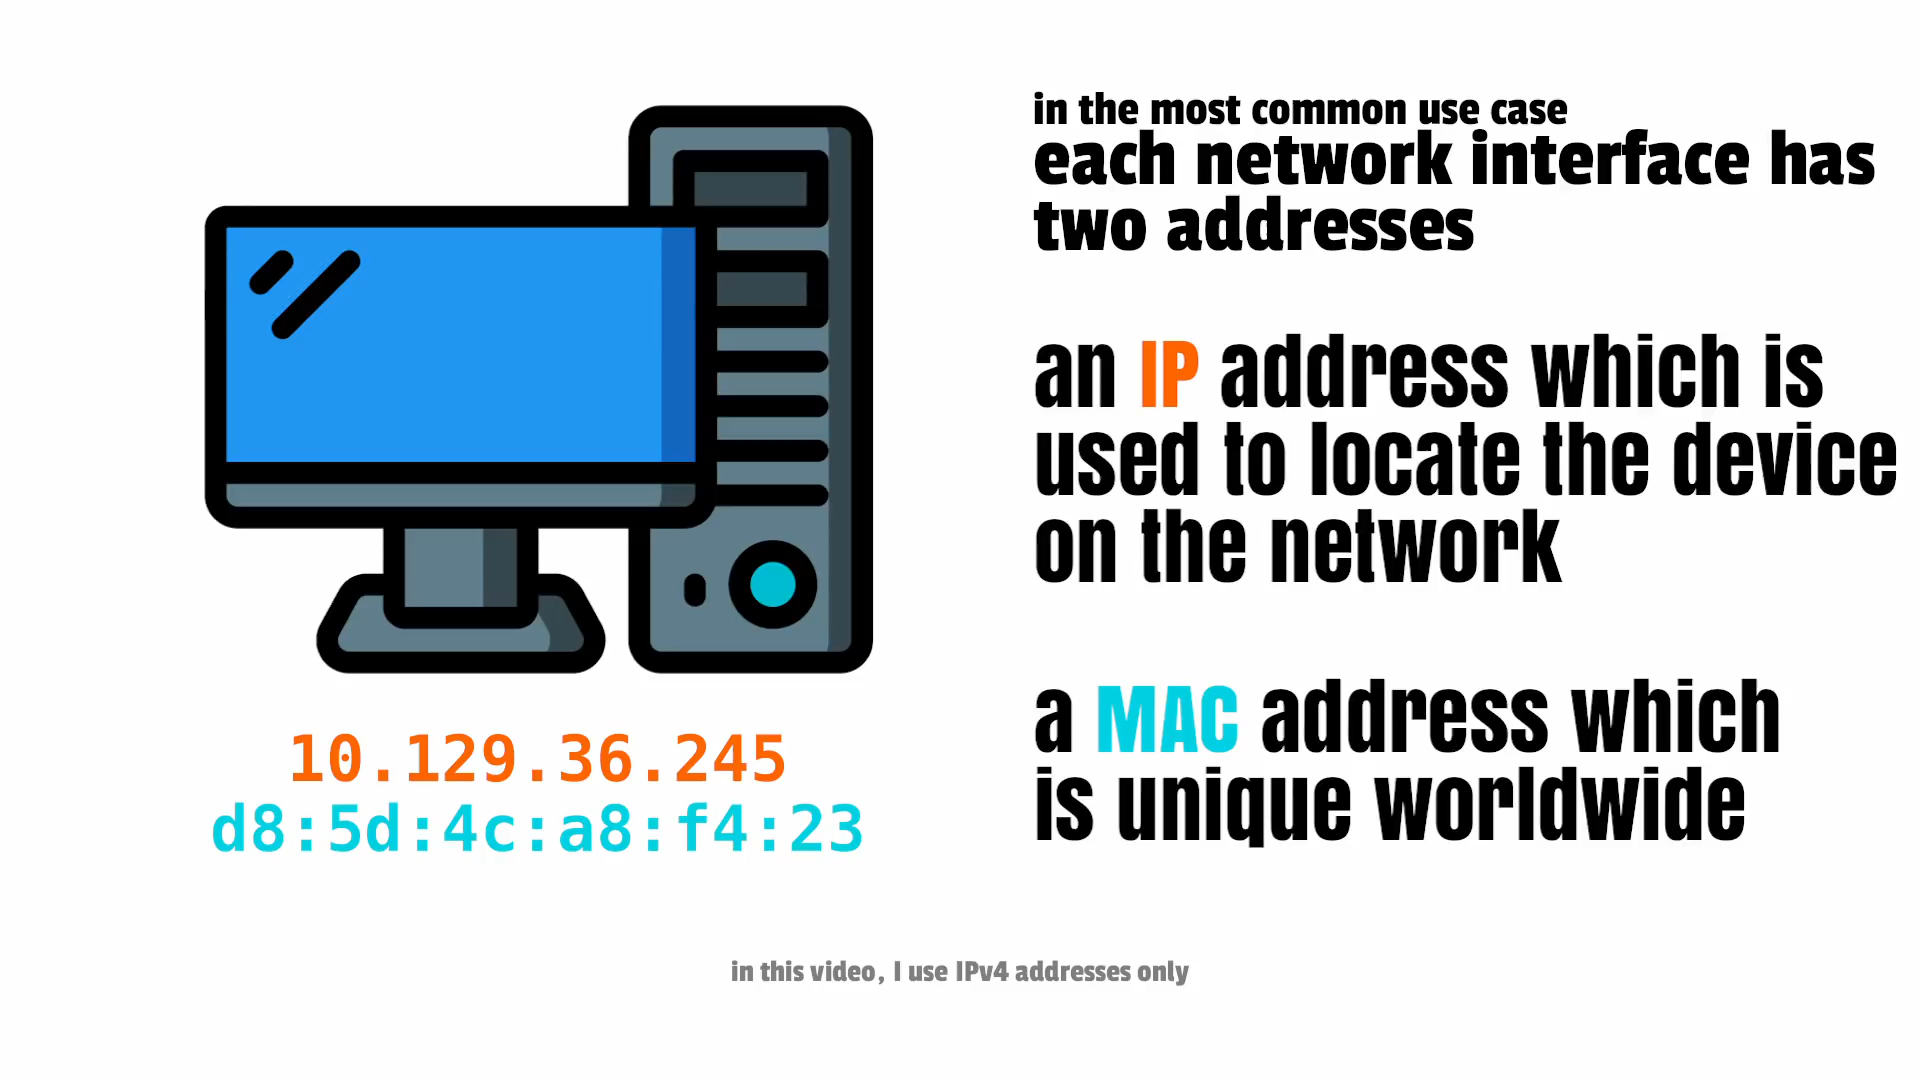 in the most common use case
each network interface has
two addresses
an IP address which is
used to locate the device
on the network
a MAC address which
is unique worldwide
10.129.36.245
d8:5d:4c:a8:f4:23
in this video, I use IPv4 addresses only